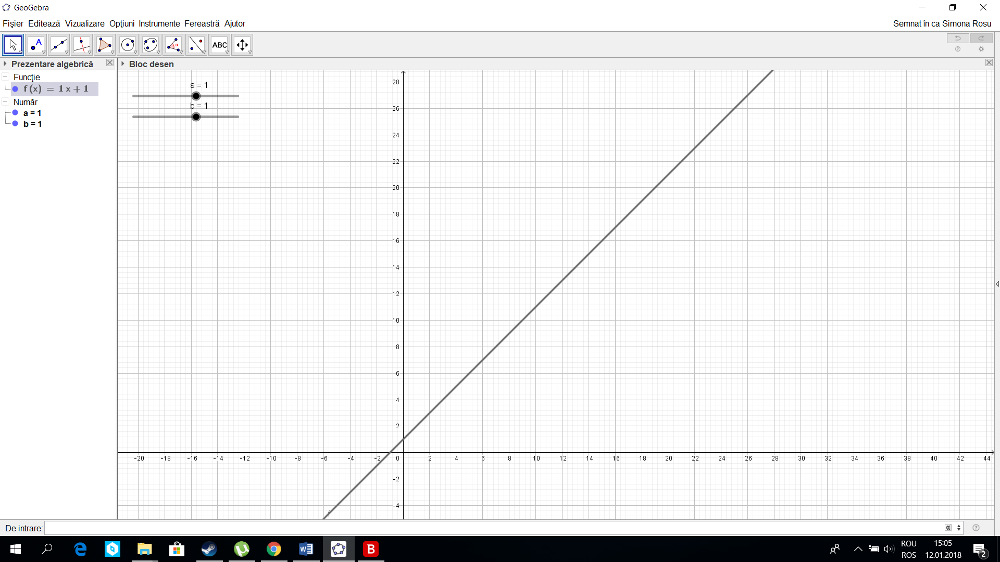 GeoGebra
Fişier Editează Vizualizare Opţiuni Instrumente Fereastră Ajutor
Semnat în ca Simona Rosu
A
α
ABC
Prezentare algebrică
Bloc desen
Funcţie
f (x) = 1 x + 1
Număr
a = 1
b = 1
a = 1
b = 1
28
26
24
22
20
18
16
14
12
10
8
6
4
2
-20 -18 -16 -14 -12 -10 -8 -6 -4 -2 0 2 4 6 8 10 12 14 16 18 20 22 24 26 28 30 32 34 36 38 40 42 44
-2
-4
f
De intrare:
α
ROU
ROS
15:05
12.01.2018
2